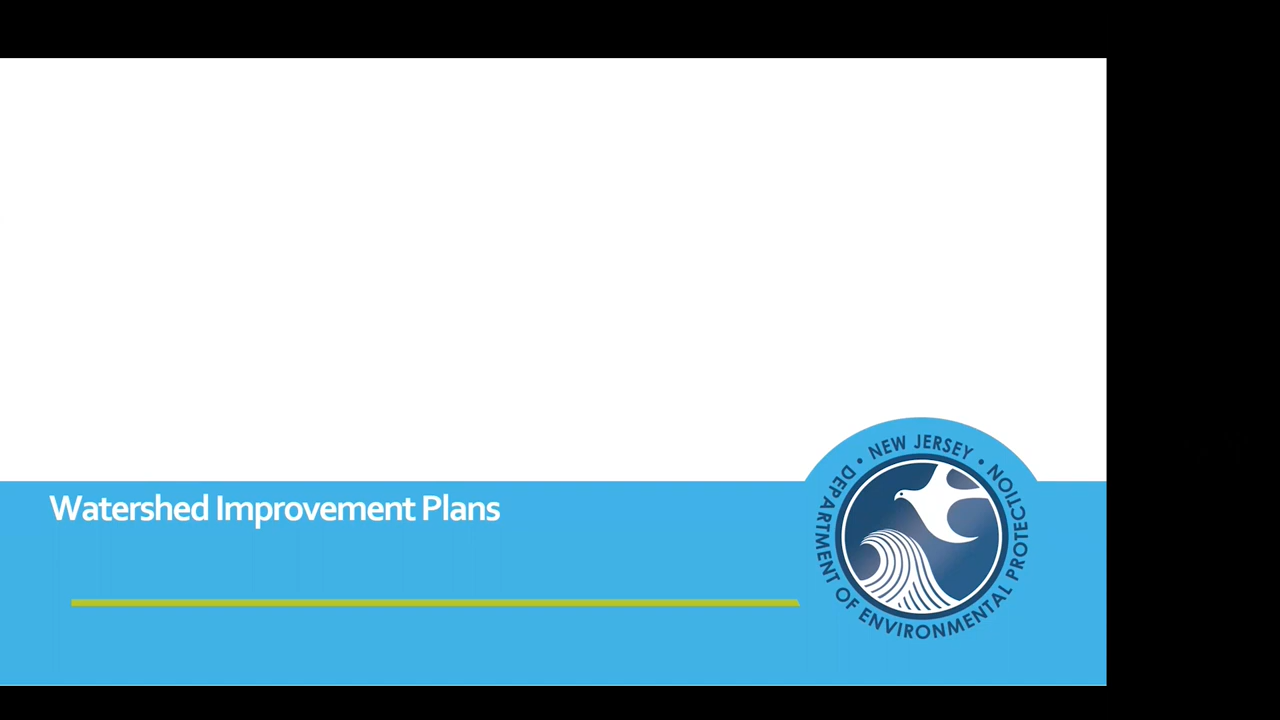 Watershed Improvement Plans
• NEW JERSEY •
DEPARTMENT OF ENVIRONMENTAL PROTECTION